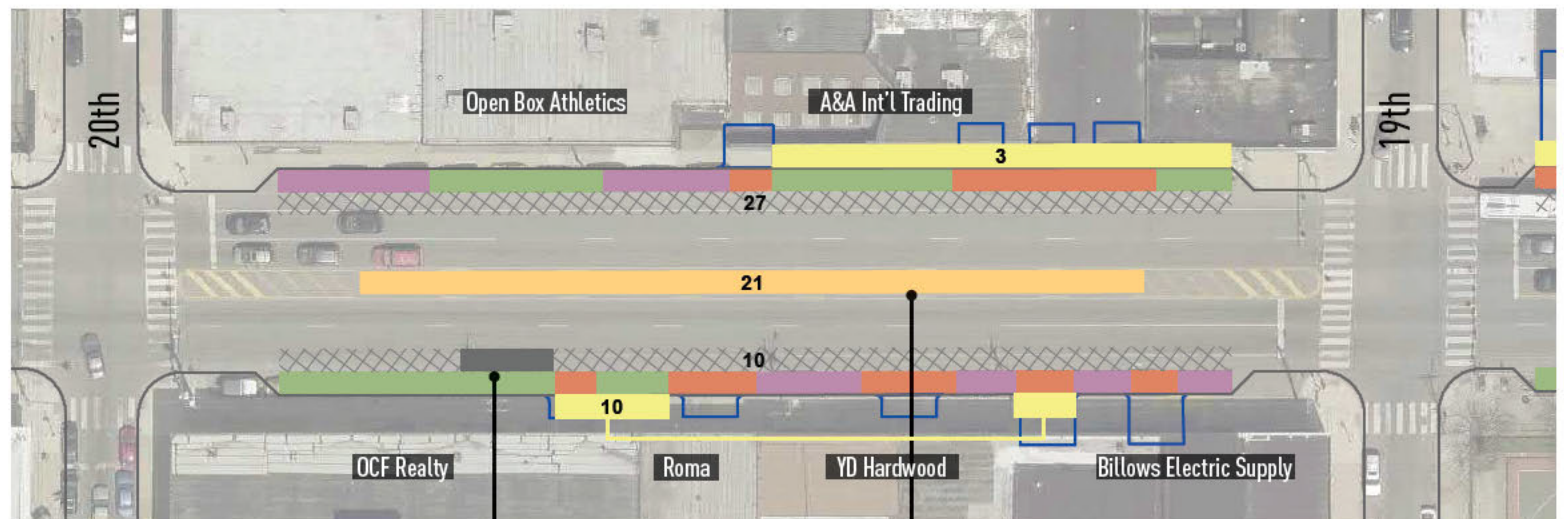 20th
Open Box Athletics
A&A Int'l Trading
19th
3
27
21
10
10
OCF Realty
Roma
YD Hardwood
Billows Electric Supply